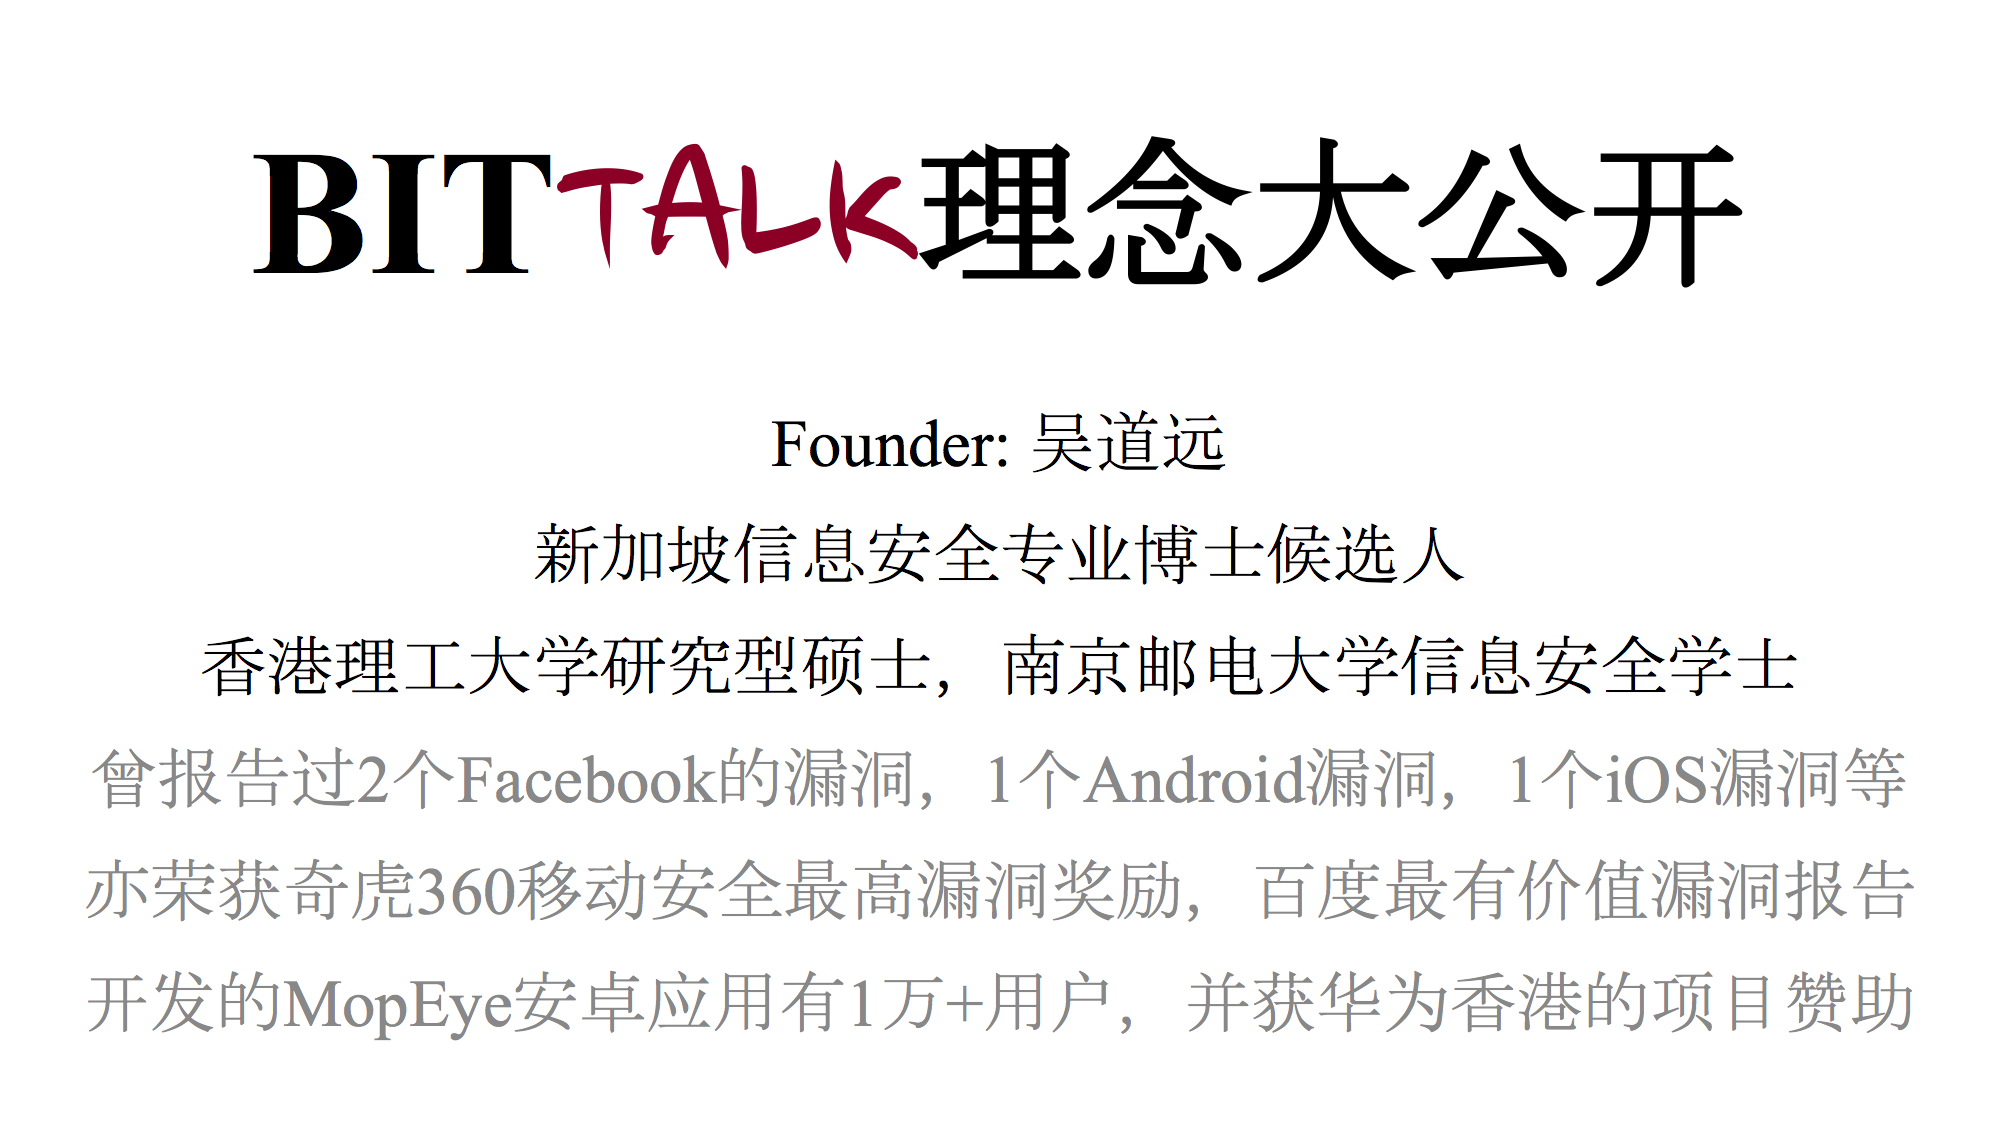 BITTALK理念大公开
Founder: 吴道远
新加坡信息安全专业博士候选人
香港理工大学研究型硕士，南京邮电大学信息安全学士
曾报告过2个Facebook的漏洞，1个Android漏洞，1个iOS漏洞等
亦荣获奇虎360移动安全最高漏洞奖励，百度最有价值漏洞报告
开发的MopEye安卓应用有1万+用户，并获华为香港的项目赞助